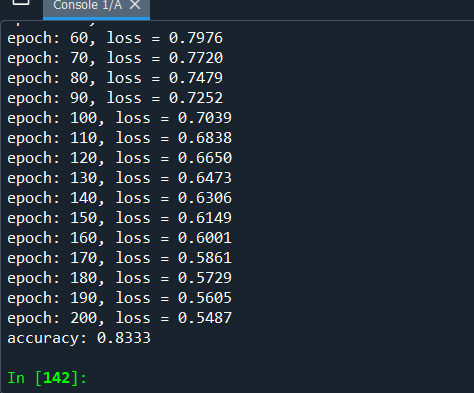 Console 1/A
epoch: 60, loss = 0.7976
epoch: 70, loss = 0.7720
epoch: 80, loss = 0.7479
epoch: 90, loss = 0.7252
epoch: 100, loss = 0.7039
epoch: 110, loss = 0.6838
epoch: 120, loss = 0.6650
epoch: 130, loss = 0.6473
epoch: 140, loss = 0.6306
epoch: 150, loss = 0.6149
epoch: 160, loss = 0.6001
epoch: 170, loss = 0.5861
epoch: 180, loss = 0.5729
epoch: 190, loss = 0.5605
epoch: 200, loss = 0.5487
accuracy: 0.8333
In [142]: